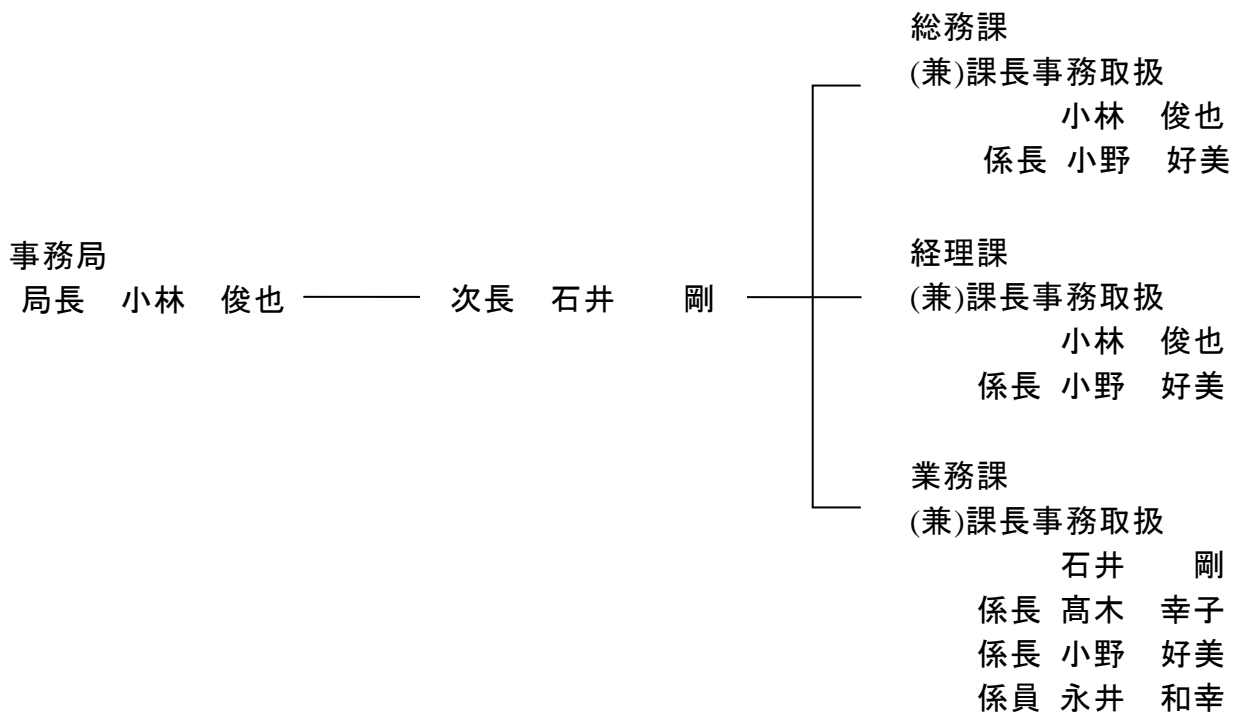 事務局
局長　小林　俊也
次長　石井　　剛
総務課
(兼)課長事務取扱
小林　俊也
係長 小野　好美
経理課
(兼)課長事務取扱
小林　俊也
係長 小野　好美
業務課
(兼)課長事務取扱
石井　　剛
係長 髙木　幸子
係長 小野　好美
係員 永井　和幸